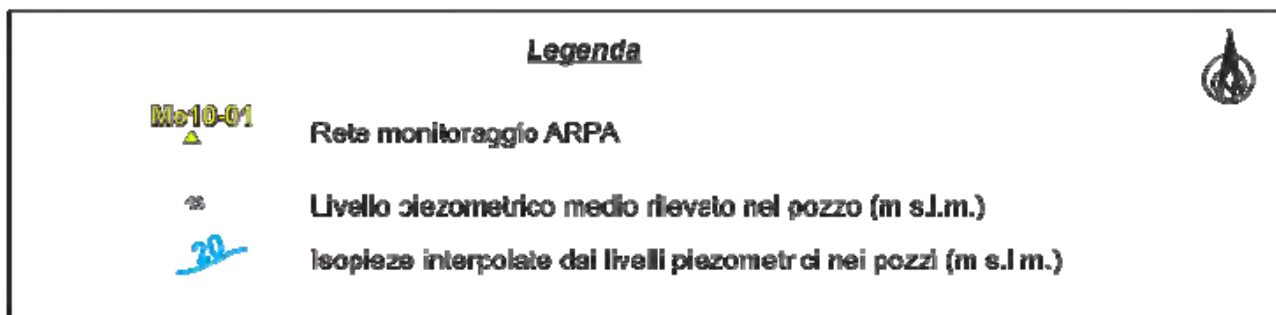 Legenda
Mo10-01
Rete monitoraggio ARPA
Livello piezometrico medio rilevato nel pozzo (m s.l.m.)
20
Isopieze interpolate dai livelli piezometrici nei pozzi (m s.l.m.)